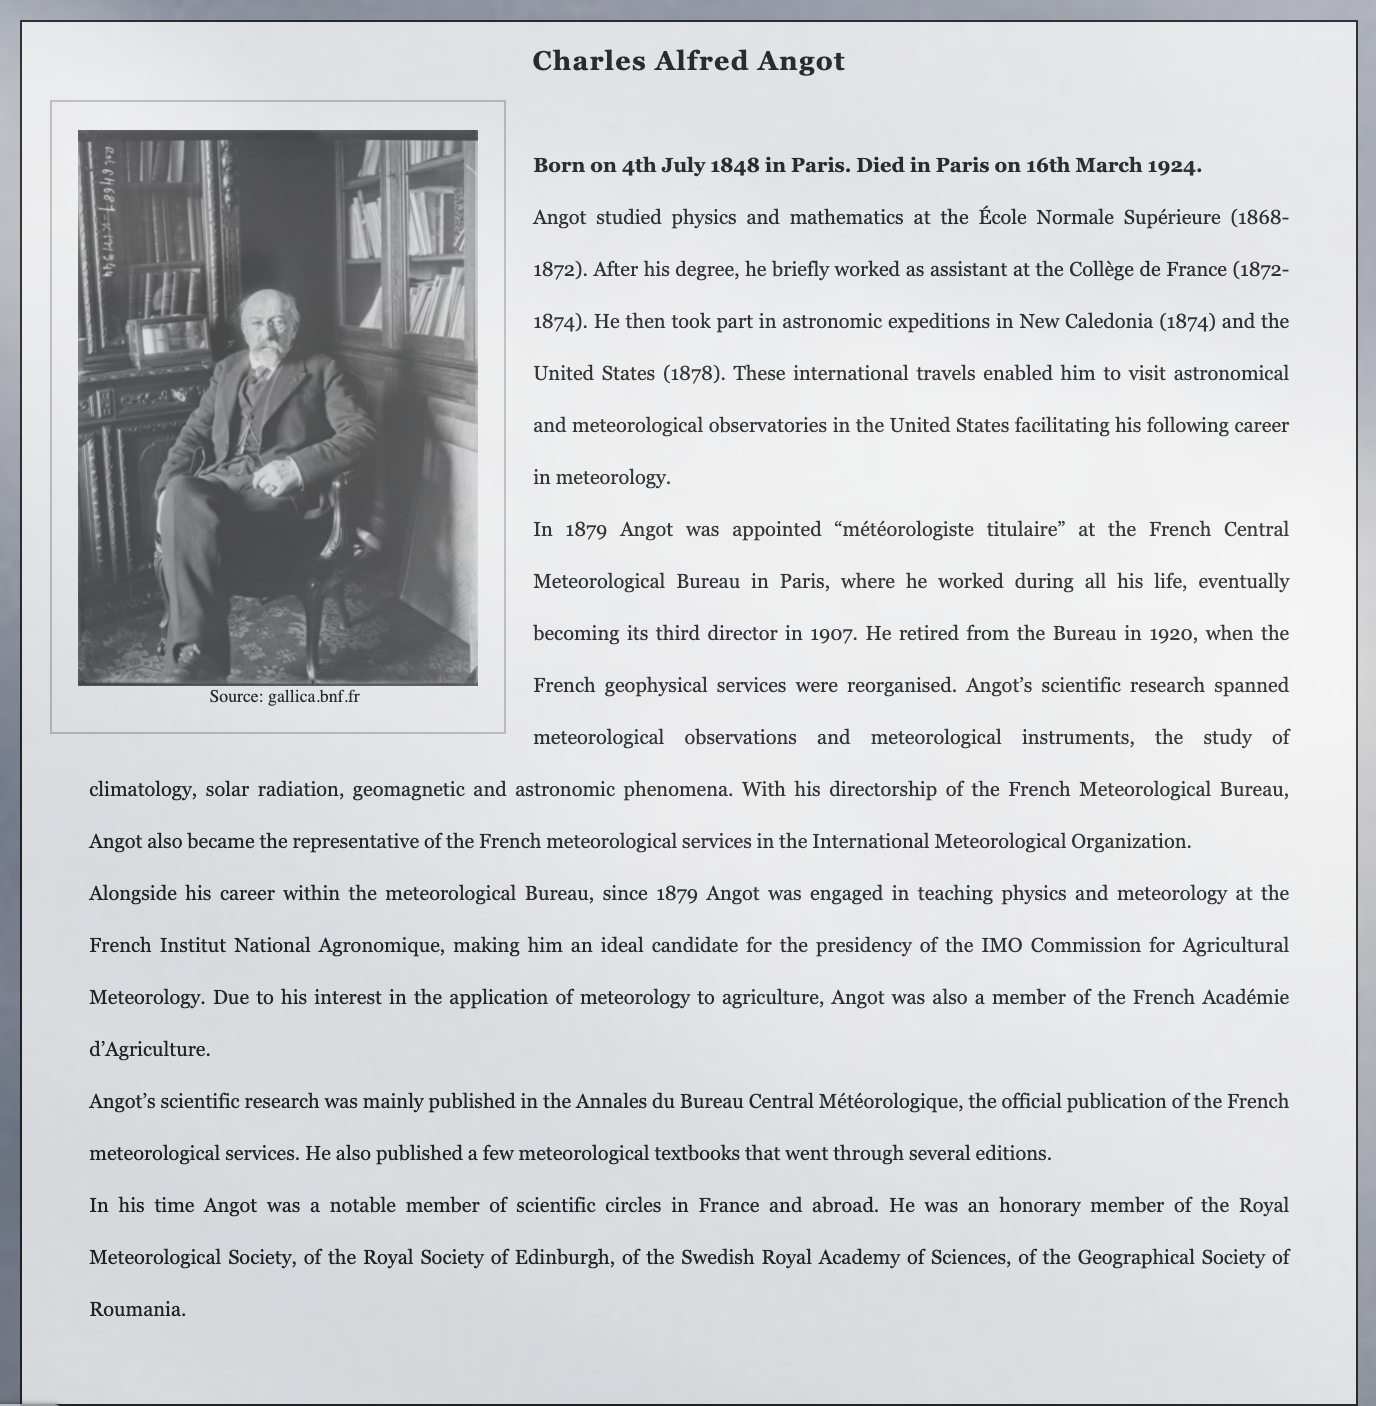 Charles Alfred Angot
Born on 4th July 1848 in Paris. Died in Paris on 16th March 1924.
Angot studied physics and mathematics at the École Normale Supérieure (1868-
1872). After his degree, he briefly worked as assistant at the Collège de France (1872-
1874). He then took part in astronomic expeditions in New Caledonia (1874) and the
United States (1878). These international travels enabled him to visit astronomical
and meteorological observatories in the United States facilitating his following career
in meteorology.
In 1879 Angot was appointed “météorologiste titulaire” at the French Central
Meteorological Bureau in Paris, where he worked during all his life, eventually
becoming its third director in 1907. He retired from the Bureau in 1920, when the
French geophysical services were reorganised. Angot’s scientific research spanned
meteorological observations and meteorological instruments, the study of
climatology, solar radiation, geomagnetic and astronomic phenomena. With his directorship of the French Meteorological Bureau,
Angot also became the representative of the French meteorological services in the International Meteorological Organization.
Alongside his career within the meteorological Bureau, since 1879 Angot was engaged in teaching physics and meteorology at the
French Institut National Agronomique, making him an ideal candidate for the presidency of the IMO Commission for Agricultural
Meteorology. Due to his interest in the application of meteorology to agriculture, Angot was also a member of the French Académie
d’Agriculture.
Angot’s scientific research was mainly published in the Annales du Bureau Central Météorologique, the official publication of the French
meteorological services. He also published a few meteorological textbooks that went through several editions.
In his time Angot was a notable member of scientific circles in France and abroad. He was an honorary member of the Royal
Meteorological Society, of the Royal Society of Edinburgh, of the Swedish Royal Academy of Sciences, of the Geographical Society of
Roumania.
Source: gallica.bnf.fr